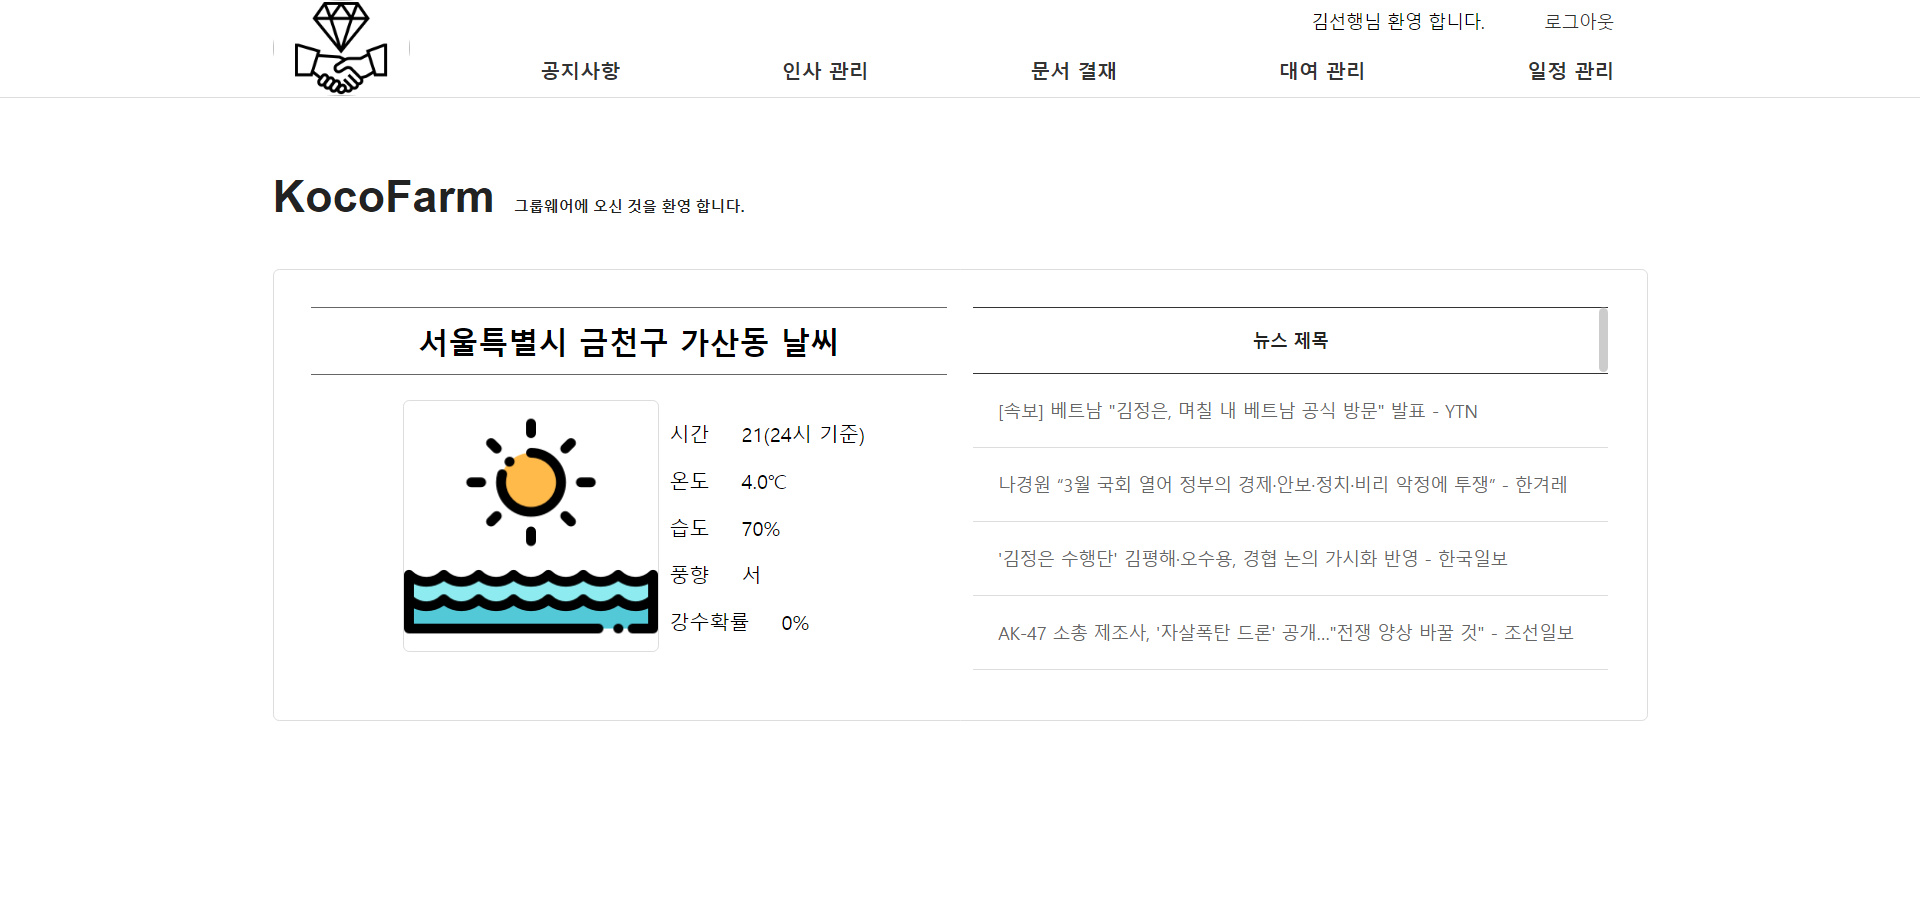 김선행님 환영 합니다. 로그아웃
공지사항 인사 관리 문서 결재 대여 관리 일정 관리
KocoFarm 그룹웨어에 오신 것을 환영 합니다.
서울특별시 금천구 가산동 날씨
시간 21(24시 기준)
온도 4.0℃
습도 70%
풍향 서
강수확률 0%
뉴스 제목
[속보] 베트남 "김정은, 며칠 내 베트남 공식 방문" 발표 - YTN
나경원 “3월 국회 열어 정부의 경제·안보·정치·비리 악정에 투쟁” - 한겨레
'김정은 수행단' 김평해·오수용, 경협 논의 가시화 반영 - 한국일보
AK-47 소총 제조사, '자살폭탄 드론' 공개..."전쟁 양상 바꿀 것" - 조선일보